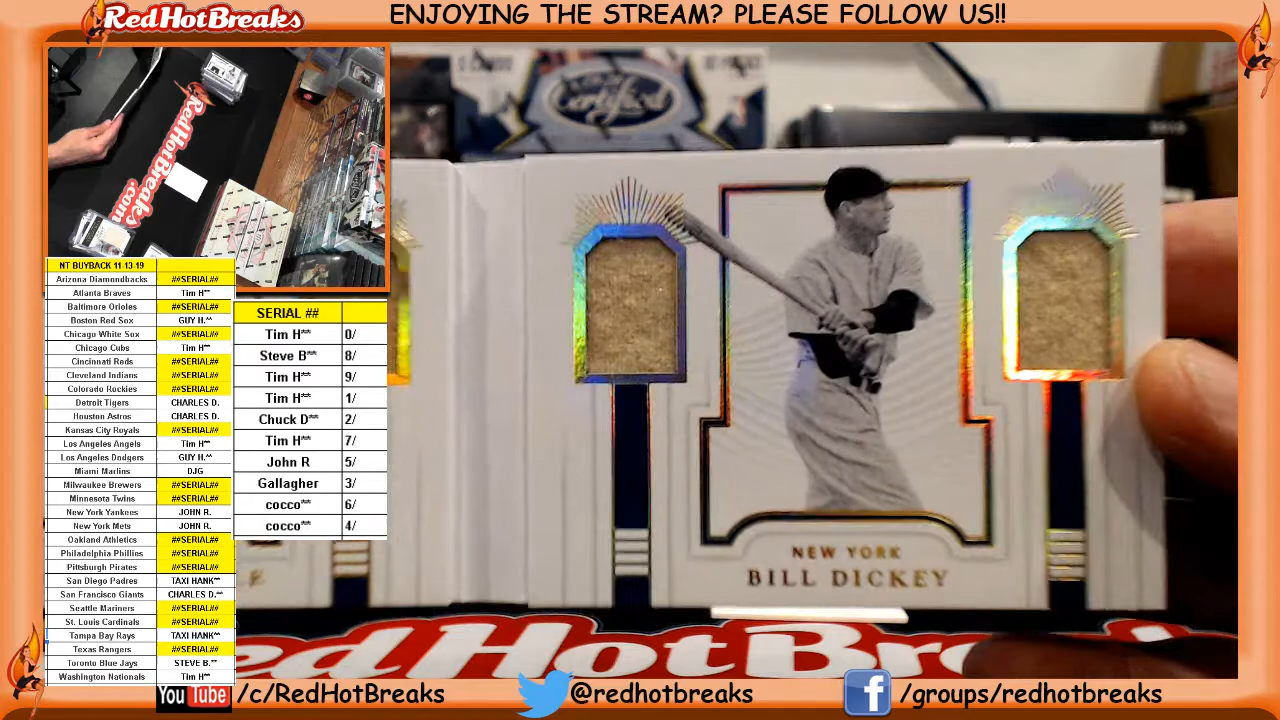 RedHotBreaks
ENJOYING THE STREAM? PLEASE FOLLOW US!!
RedHotBreaks
.com
Certified
NT BUYBACK 11-13-19
Arizona Diamondbacks ##SERIAL##
Atlanta Braves Tim H**
Baltimore Orioles ##SERIAL##
Boston Red Sox GUY H.^^
Chicago White Sox ##SERIAL##
Chicago Cubs Tim H**
Cincinnati Reds ##SERIAL##
Cleveland Indians ##SERIAL##
Colorado Rockies ##SERIAL##
Detroit Tigers CHARLES D.
Houston Astros CHARLES D.
Kansas City Royals ##SERIAL##
Los Angeles Angels Tim H**
Los Angeles Dodgers GUY H.^^
Miami Marlins DJG
Milwaukee Brewers ##SERIAL##
Minnesota Twins ##SERIAL##
New York Yankees JOHN R.
New York Mets JOHN R.
Oakland Athletics ##SERIAL##
Philadelphia Phillies ##SERIAL##
Pittsburgh Pirates ##SERIAL##
San Diego Padres TAXI HANK^^
San Francisco Giants CHARLES D.^^
Seattle Mariners ##SERIAL##
St. Louis Cardinals ##SERIAL##
Tampa Bay Rays TAXI HANK^^
Texas Rangers ##SERIAL##
Toronto Blue Jays STEVE B.^^
Washington Nationals Tim H**
SERIAL ##
Tim H** 0/
Steve B** 8/
Tim H** 9/
Tim H** 1/
Chuck D** 2/
Tim H** 7/
John R 5/
Gallagher 3/
cocco** 6/
cocco** 4/
NEW YORK
BILL DICKEY
edHotBre
YouTube /c/RedHotBreaks
@redhotbreaks
f /groups/redhotbreaks